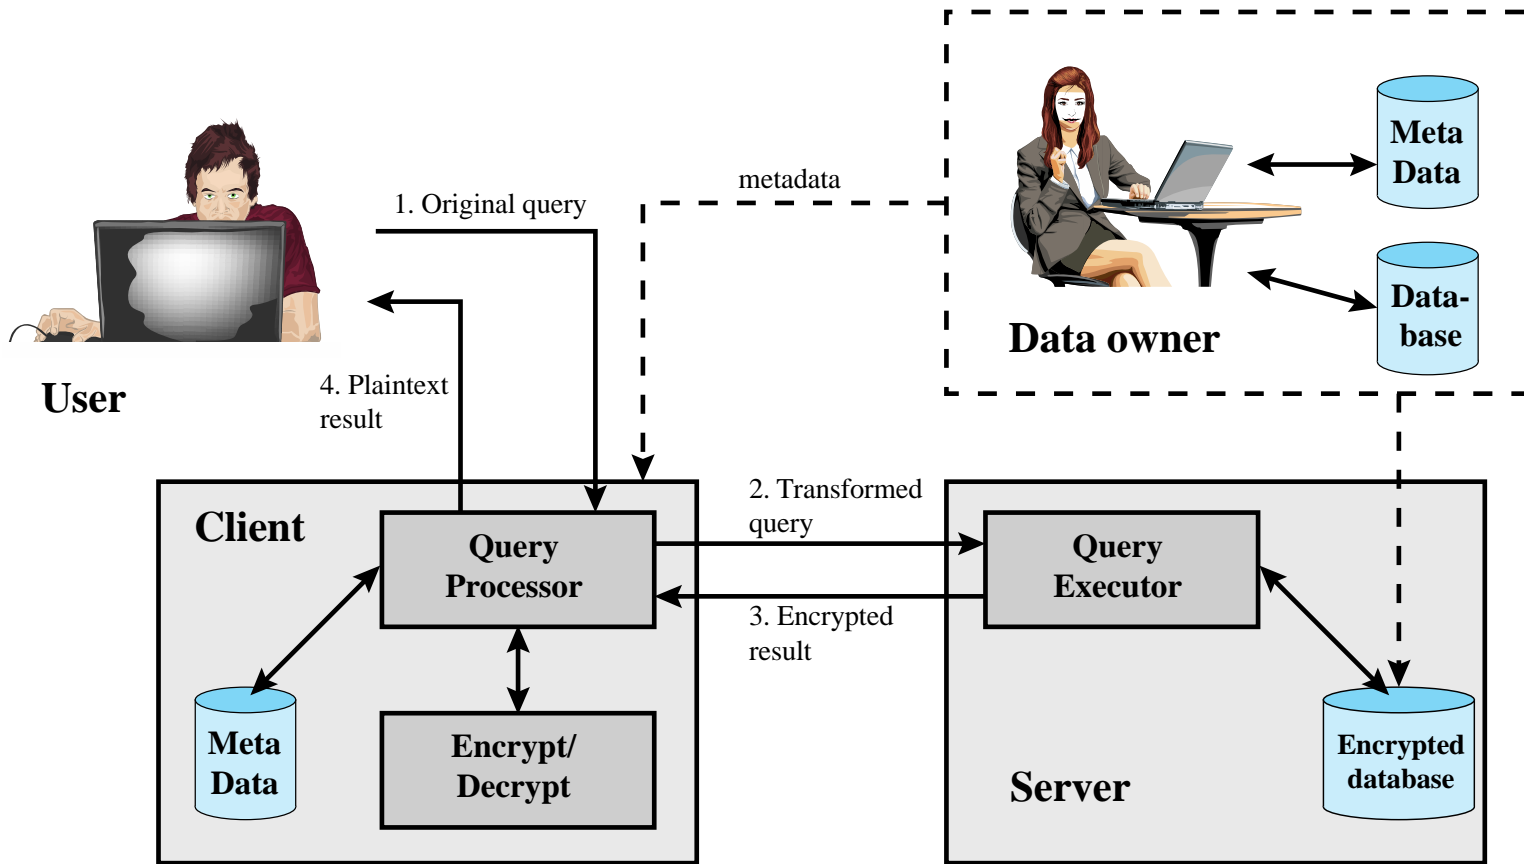 Meta
Data
metadata
1. Original query
Data-
base
Data owner
4. Plaintext
result
User
2. Transformed
query
Client
Query
Processor
Query
Executor
3. Encrypted
result
Meta
Data
Encrypt/
Decrypt
Encrypted
database
Server